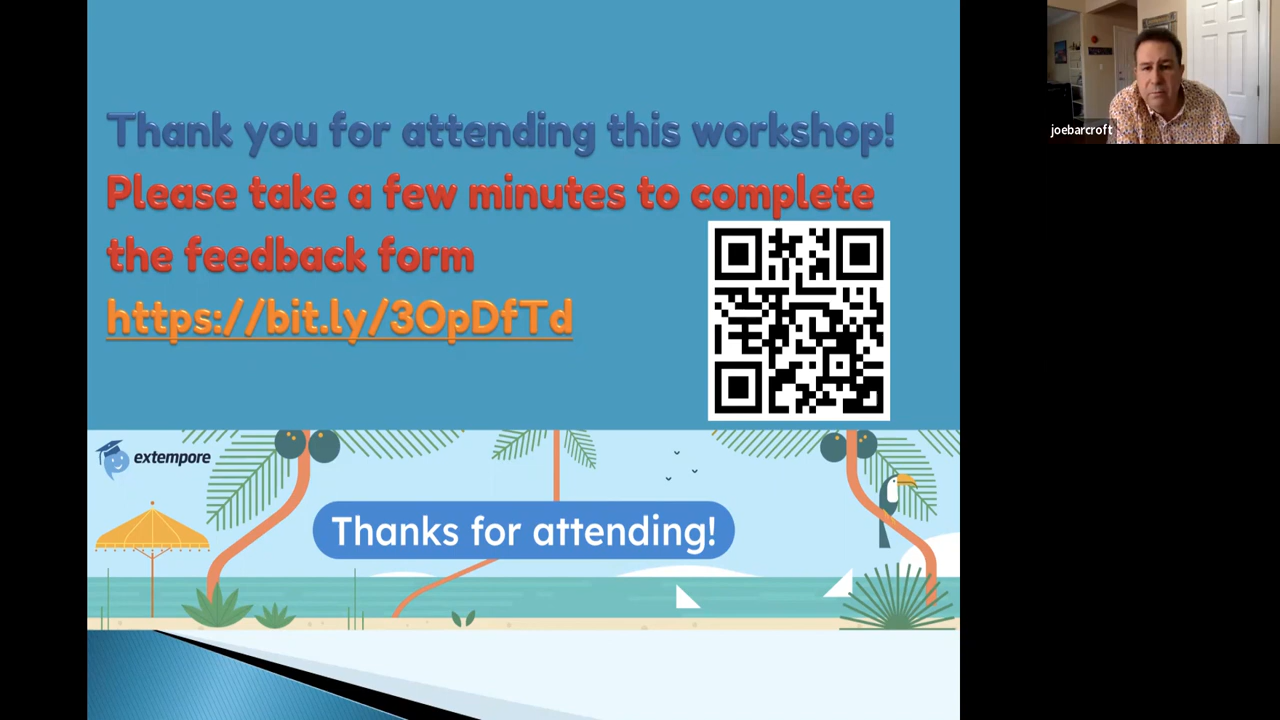 Thank you for attending this workshop!
Please take a few minutes to complete
the feedback form
https://bit.ly/3OpDfTd
extempore
Thanks for attending!
joebarcroft